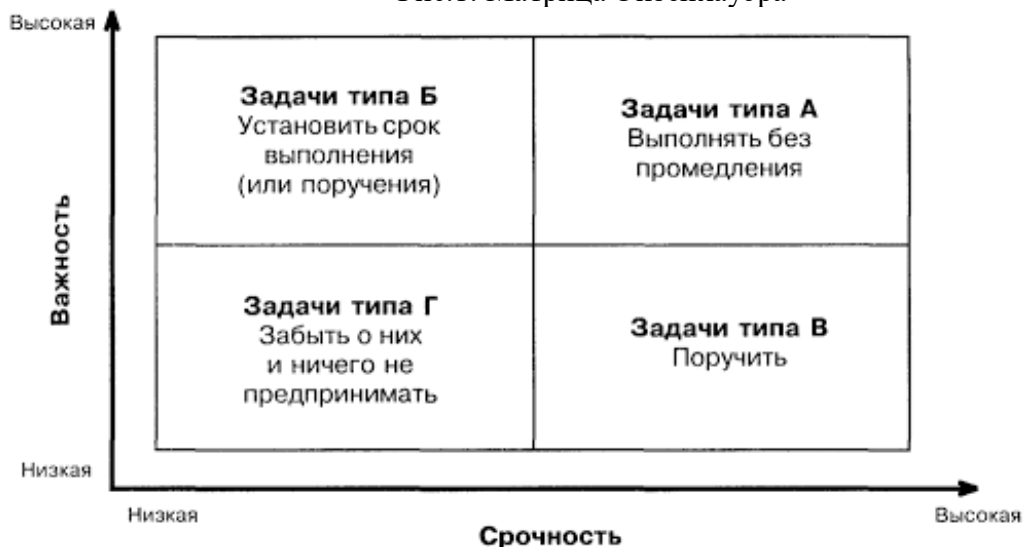 Высокая
Задачи типа Б
Установить срок
выполнения
(или поручения)
Задачи типа А
Выполнять без
промедления
Важность
Задачи типа Г
Забыть о них
и ничего не
предпринимать
Задачи типа В
Поручить
Низкая
Низкая
Срочность
Высокая